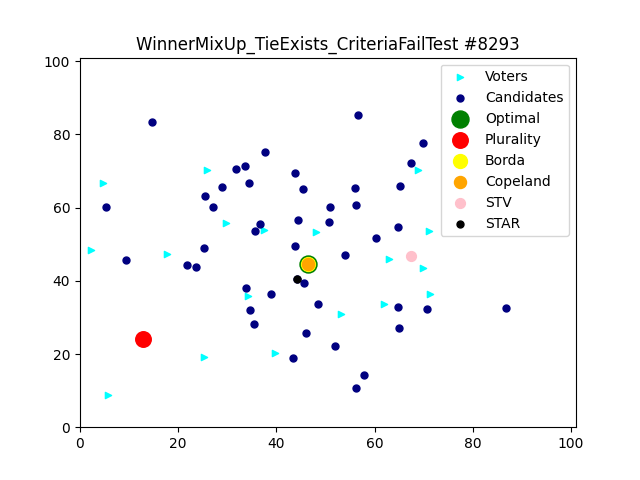 WinnerMixUp_TieExists_CriteriaFailTest #8293
Voters
Candidates
Optimal
Plurality
Borda
Copeland
STV
STAR
100
80
60
40
20
0
0 20 40 60 80 100